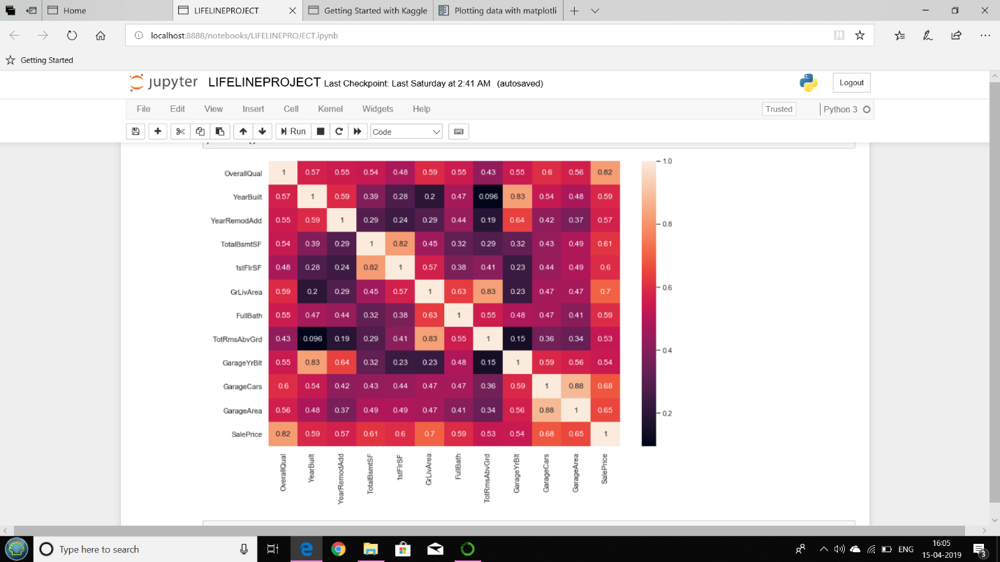 Home
LIFELINEPROJECT
Getting Started with Kaggle
Plotting data with matplotli
localhost:8888/notebooks/LIFELINEPROJECT.ipynb
Getting Started
jupyter LIFELINEPROJECT Last Checkpoint: Last Saturday at 2:41 AM (autosaved)
Logout
File Edit View Insert Cell Kernel Widgets Help
Trusted
Python 3
Run
Code
OverallQual 1 0.57 0.55 0.54 0.48 0.59 0.55 0.43 0.55 0.6 0.56 0.82
YearBuilt 0.57 1 0.59 0.39 0.28 0.2 0.47 0.096 0.83 0.54 0.48 0.59
YearRemodAdd 0.55 0.59 1 0.29 0.24 0.29 0.44 0.19 0.64 0.42 0.37 0.57
TotalBsmtSF 0.54 0.39 0.29 1 0.82 0.45 0.32 0.29 0.32 0.43 0.49 0.61
1stFlrSF 0.48 0.28 0.24 0.82 1 0.57 0.38 0.41 0.23 0.44 0.49 0.6
GrLivArea 0.59 0.2 0.29 0.45 0.57 1 0.63 0.83 0.23 0.47 0.47 0.7
FullBath 0.55 0.47 0.44 0.32 0.38 0.63 1 0.55 0.48 0.47 0.41 0.59
TotRmsAbvGrd 0.43 0.096 0.19 0.29 0.41 0.83 0.55 1 0.15 0.36 0.34 0.53
GarageYrBlt 0.55 0.83 0.64 0.32 0.23 0.23 0.48 0.15 1 0.59 0.56 0.54
GarageCars 0.6 0.54 0.42 0.43 0.44 0.47 0.47 0.36 0.59 1 0.88 0.68
GarageArea 0.56 0.48 0.37 0.49 0.49 0.47 0.41 0.34 0.56 0.88 1 0.65
SalePrice 0.82 0.59 0.57 0.61 0.6 0.7 0.59 0.53 0.54 0.68 0.65 1
OverallQual
YearBuilt
YearRemodAdd
TotalBsmtSF
1stFlrSF
GrLivArea
FullBath
TotRmsAbvGrd
GarageYrBlt
GarageCars
GarageArea
SalePrice
1.0
0.8
0.6
0.4
0.2
Type here to search
ENG
16:05
15-04-2019
3